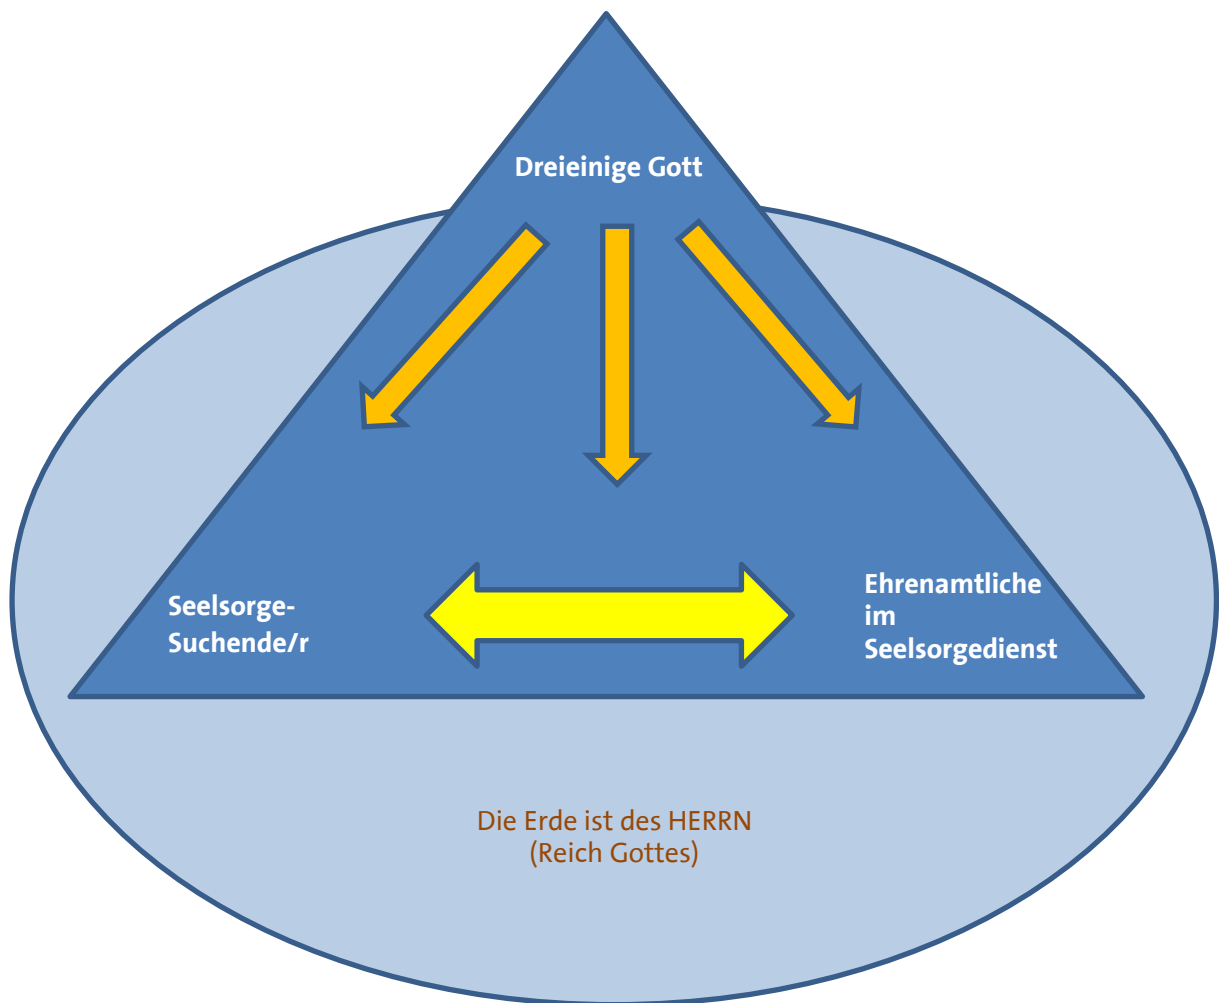 Dreieinige Gott
Seelsorge-
Suchende/r
Ehrenamtliche
im
Seelsorgedienst
Die Erde ist des HERRN
(Reich Gottes)